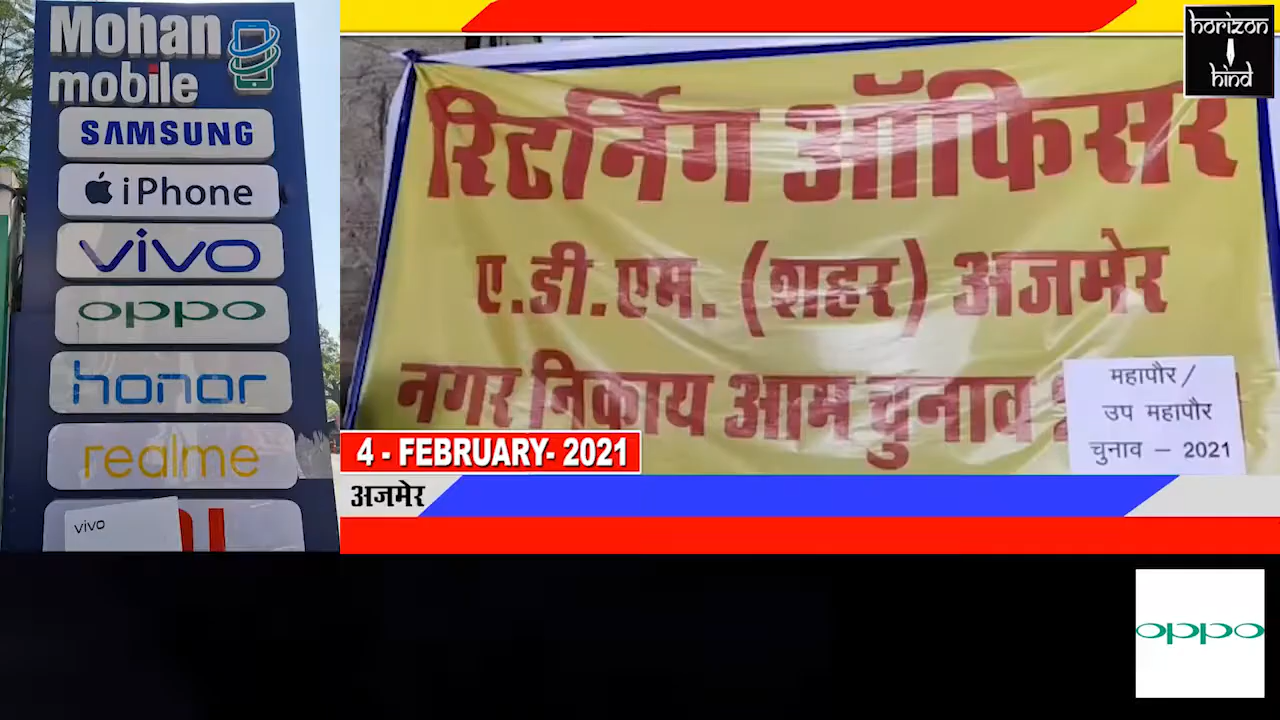 Mohan
mobile
SAMSUNG
iPhone
vivo
oppo
honor
realme
vivo
horizon
hind
रिटर्निंग ऑफिसर
ए.डी.एम. (शहर) अजमेर
नगर निकाय आम चुनाव
महापौर/
उप महापौर
चुनाव – 2021
4 - FEBRUARY- 2021
अजमेर
oppo